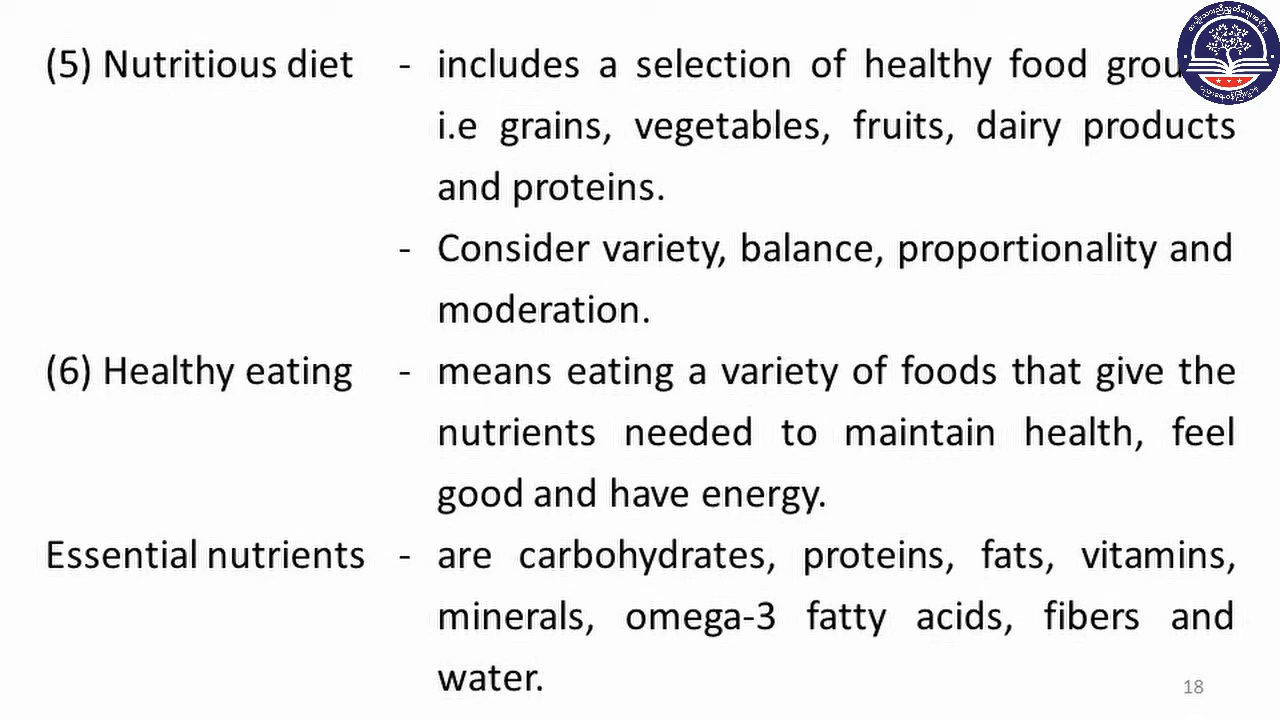 (5) Nutritious diet - includes a selection of healthy food
i.e grains, vegetables, fruits, dairy products
and proteins.
- Consider variety, balance, proportionality and
moderation.
(6) Healthy eating - means eating a variety of foods that give the
nutrients needed to maintain health, feel
good and have energy.
Essential nutrients - are carbohydrates, proteins, fats, vitamins,
minerals, omega-3 fatty acids, fibers and
water.
18